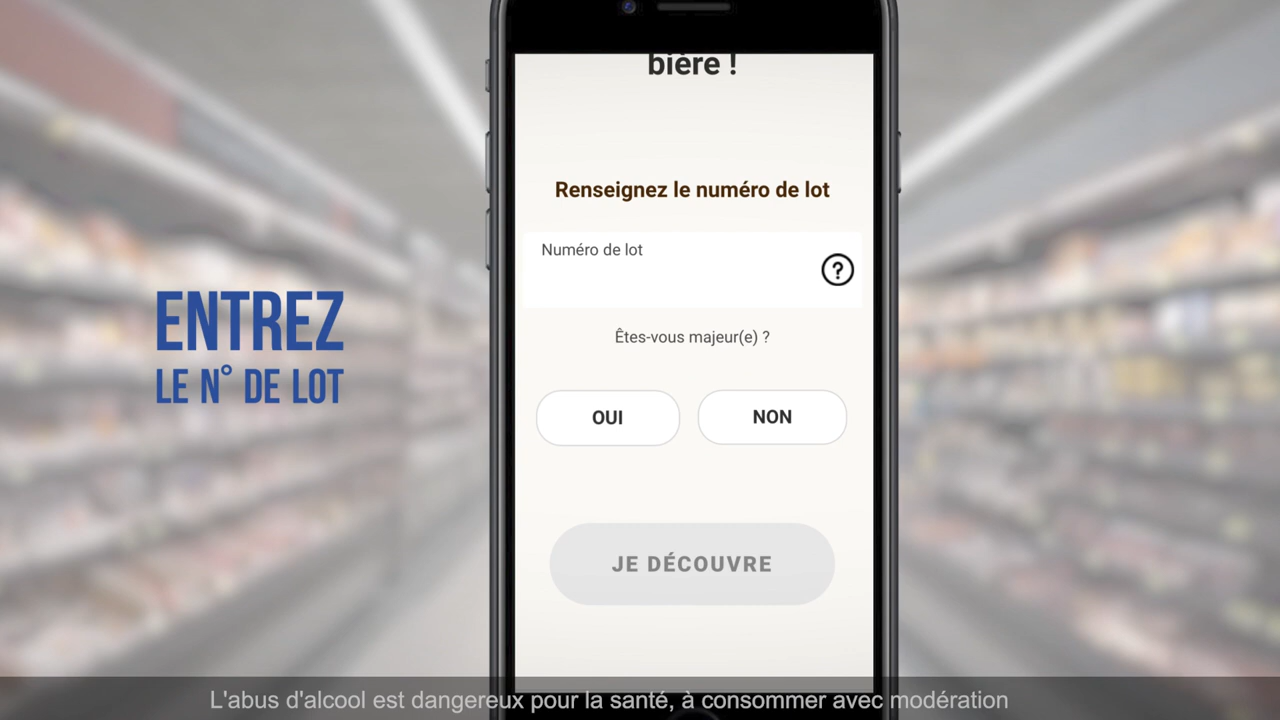 ENTREZ
LE N° DE LOT
bière !
Renseignez le numéro de lot
Numéro de lot
?
Êtes-vous majeur(e) ?
OUI
NON
JE DÉCOUVRE
L'abus d'alcool est dangereux pour la santé, à consommer avec modération